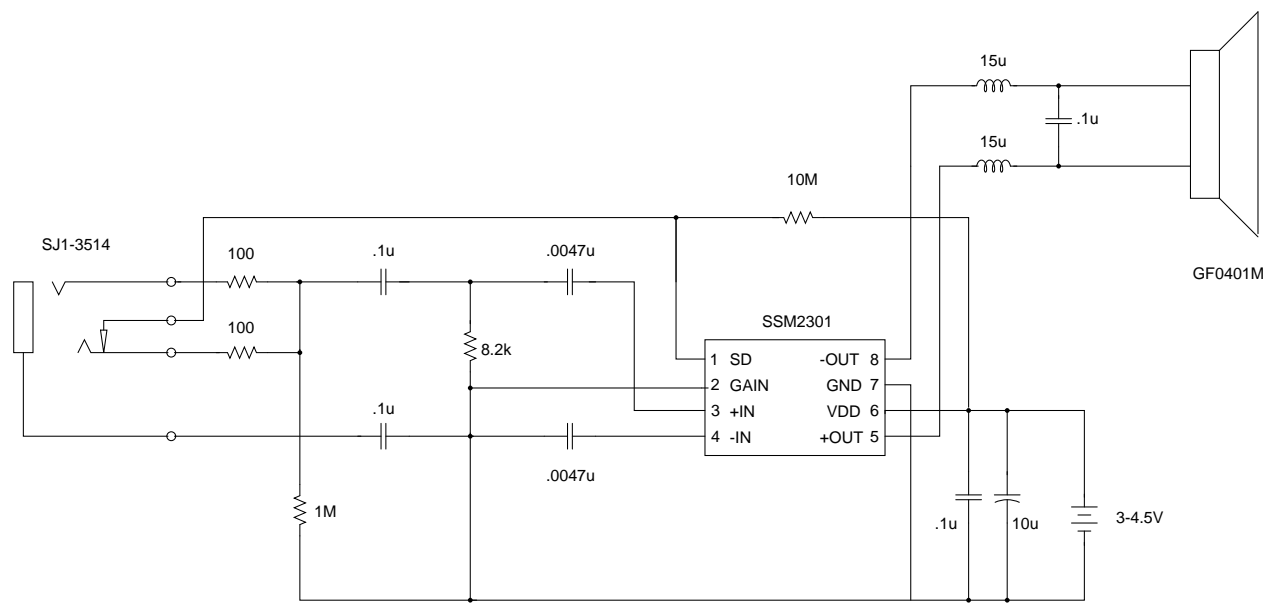 15u
.1u
15u
10M
SJ1-3514
100
.1u
.0047u
GF0401M
100
SSM2301
8.2k
1 SD -OUT 8
2 GAIN GND 7
3 +IN VDD 6
4 -IN +OUT 5
.1u
.0047u
1M
.1u
10u
3-4.5V